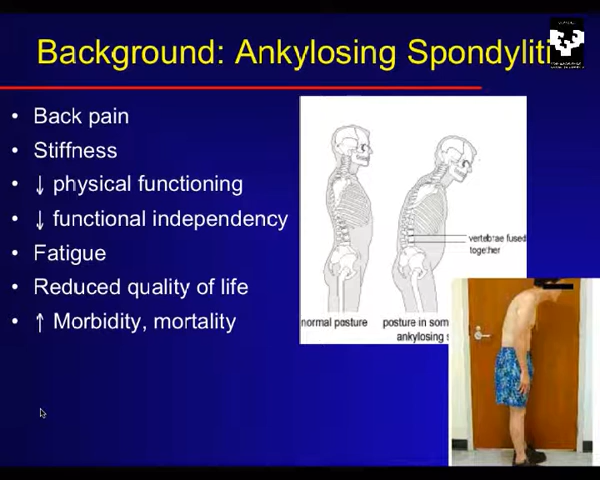 Background: Ankylosing Spondyliti
• Back pain
• Stiffness
• ↓ physical functioning
• ↓ functional independency
• Fatigue
• Reduced quality of life
• ↑ Morbidity, mortality
vertebrae fused
together
normal posture
posture in som
ankylosing s